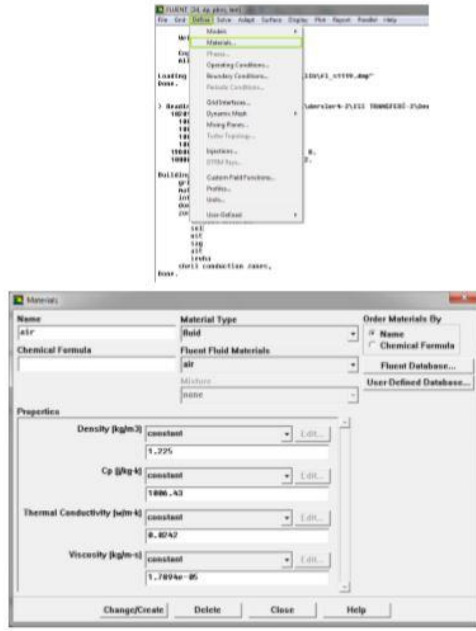 FLUENT [2d, dp, pbns, lam]
File Grid Define Solve Adapt Surface Display Plot Report Parallel Help
Models
Materials...
Phases...
Operating Conditions...
Boundary Conditions...
Periodic Conditions...
Grid Interfaces...
Dynamic Mesh
Mixing Planes...
Turbo Topology...
Injections...
DTRM Rays...
Custom Field Functions...
Profiles...
Units...
User-Defined
Loading
Done.
Building
shell conduction zones,
Done.
Materials
Name
Material Type
Order Materials By
air
fluid
Name
Chemical Formula
Chemical Formula
Fluent Fluid Materials
air
Fluent Database...
Mixture
User-Defined Database...
none
Properties
Density (kg/m3) constant Edit...
1.225
Cp (j/kg-k) constant Edit...
1006.43
Thermal Conductivity (w/m-k) constant Edit...
0.0242
Viscosity (kg/m-s) constant Edit...
1.7894e-05
Change/Create Delete Close Help